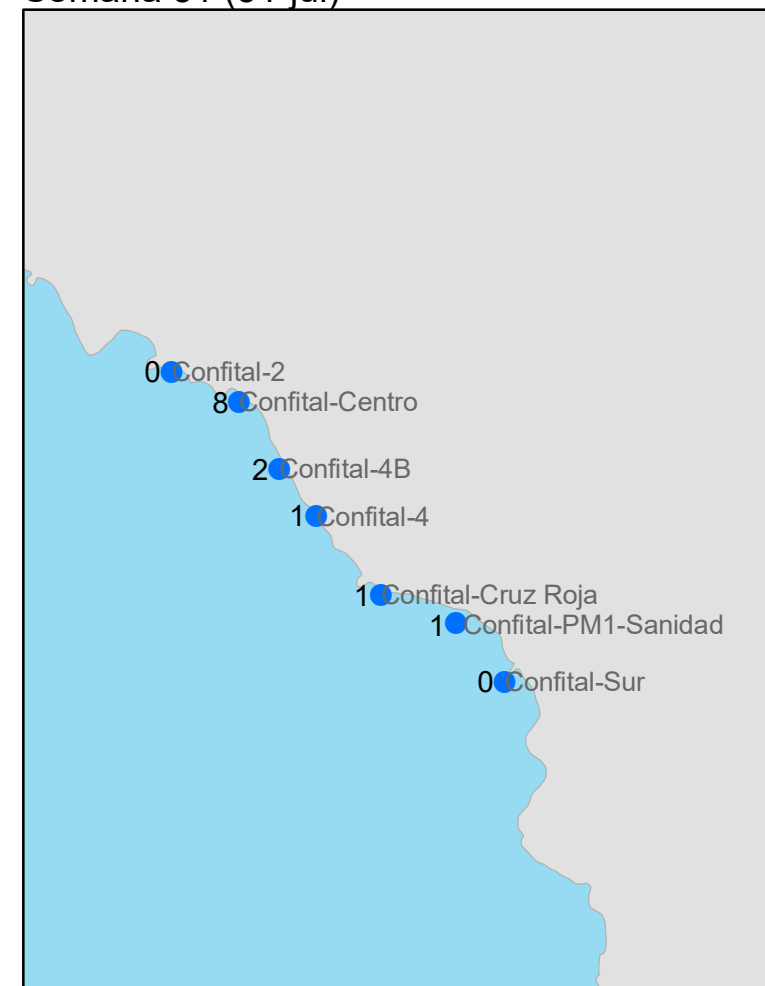 0 Confital-2
8 Confital-Centro
2 Confital-4B
1 Confital-4
1 Confital-Cruz Roja
1 Confital-PM1-Sanidad
0 Confital-Sur